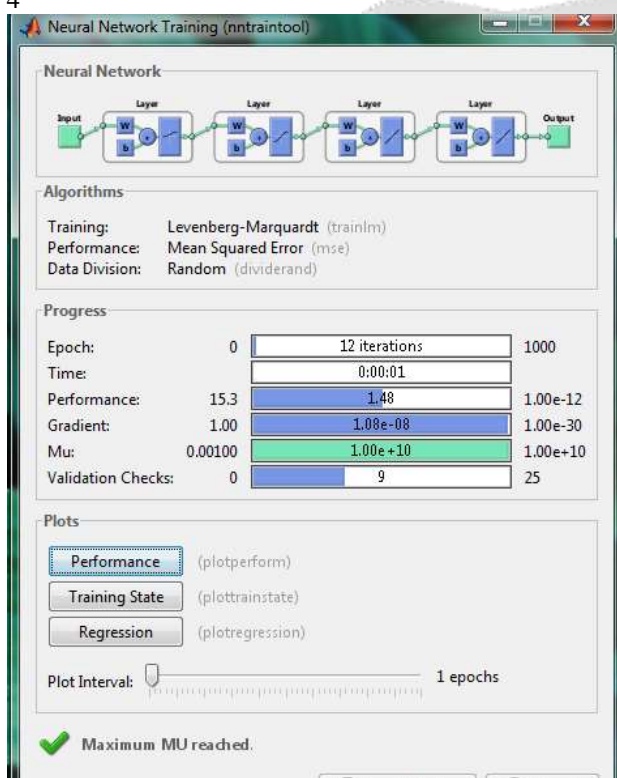 4
Neural Network Training (nntraintool)
Neural Network
Layer Layer Layer Layer
Input W b + W b + W b + W b + Output
Algorithms
Training: Levenberg-Marquardt (trainlm)
Performance: Mean Squared Error (mse)
Data Division: Random (dividerand)
Progress
Epoch: 0 12 iterations 1000
Time: 0:00:01
Performance: 15.3 1.48 1.00e-12
Gradient: 1.00 1.08e-08 1.00e-30
Mu: 0.00100 1.00e+10 1.00e+10
Validation Checks: 0 9 25
Plots
Performance (plotperform)
Training State (plottrainstate)
Regression (plotregression)
Plot Interval: 1 epochs
Maximum MU reached.